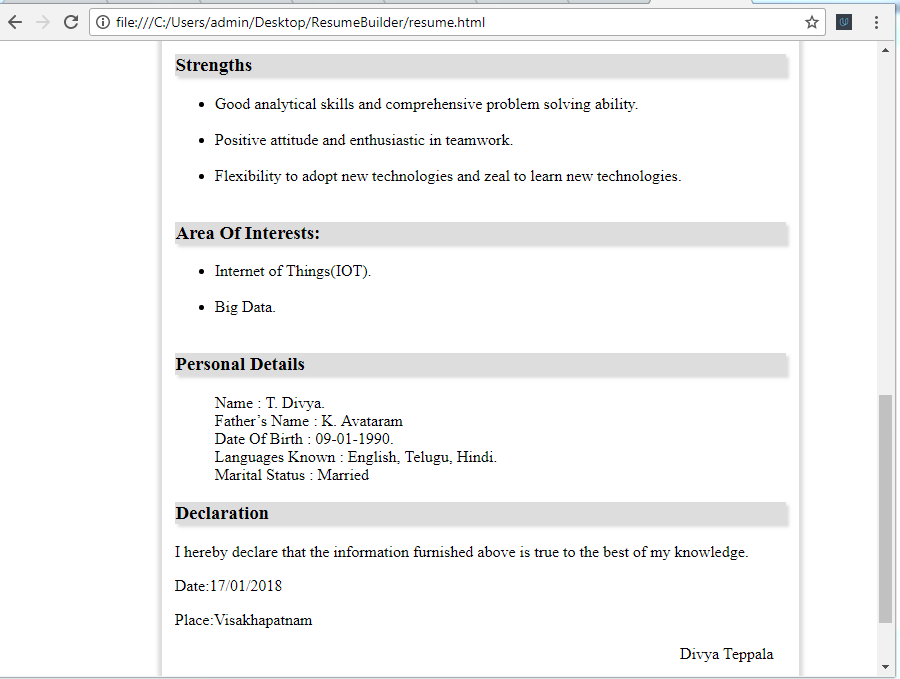 file:///C:/Users/admin/Desktop/ResumeBuilder/resume.html
Strengths
Good analytical skills and comprehensive problem solving ability.
Positive attitude and enthusiastic in teamwork.
Flexibility to adopt new technologies and zeal to learn new technologies.
Area Of Interests:
Internet of Things(IOT).
Big Data.
Personal Details
Name : T. Divya.
Father’s Name : K. Avataram
Date Of Birth : 09-01-1990.
Languages Known : English, Telugu, Hindi.
Marital Status : Married
Declaration
I hereby declare that the information furnished above is true to the best of my knowledge.
Date:17/01/2018
Place:Visakhapatnam
Divya Teppala